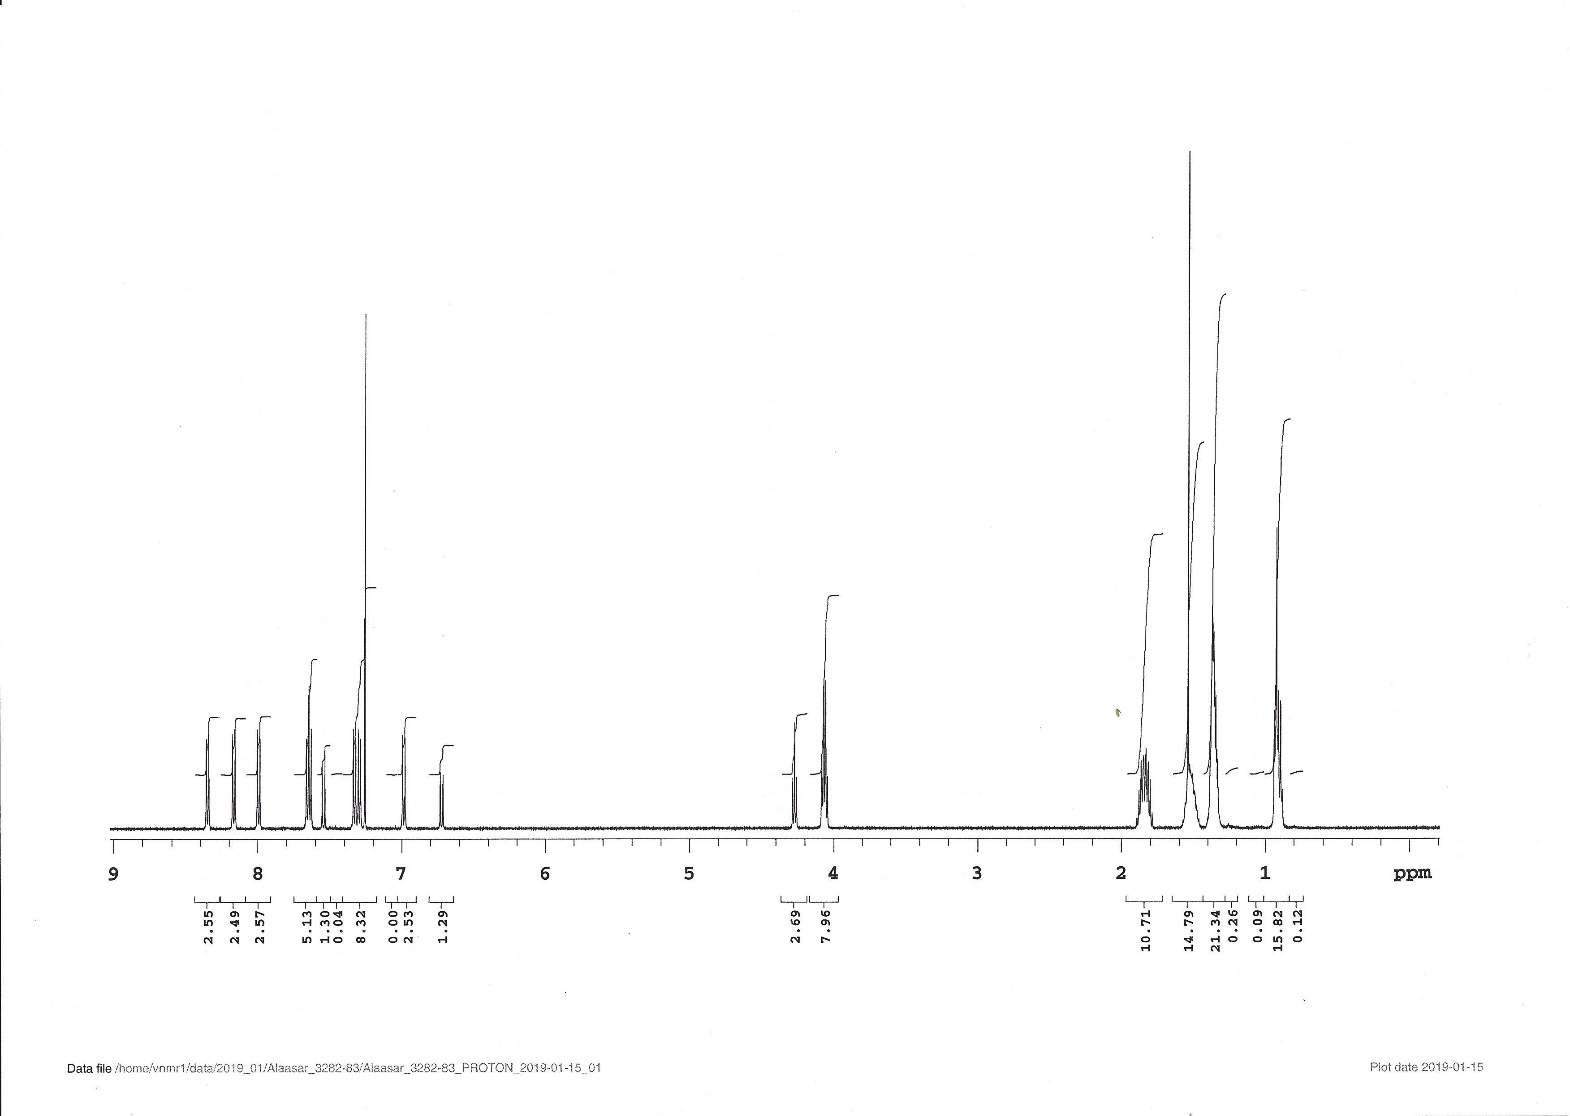 9 8 7 6 5 4 3 2 1 ppm
2.55 2.49 2.57 5.13 1.30 0.04 8.32 0.00 2.53 1.29 2.69 7.96 10.71 14.79 21.34 0.26 0.09 15.82 0.12
Data file /home/vnmr1/data/2019_01/Alaasar_3282-83/Alaasar_3282-83_PROTON_2019-01-15_01
Plot date 2019-01-15